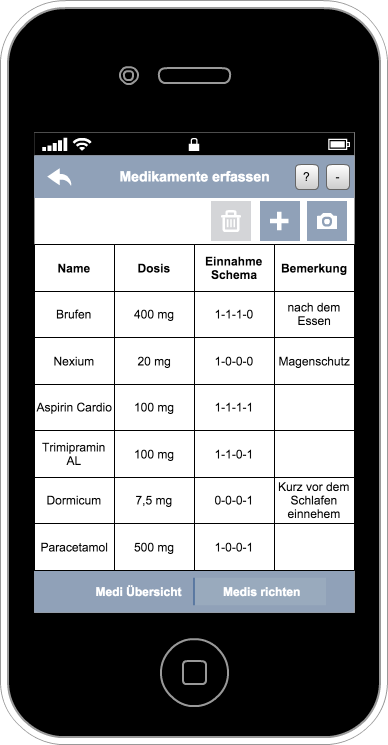 Medikamente erfassen ? -
Name Dosis Einnahme Schema Bemerkung
Brufen 400 mg 1-1-1-0 nach dem Essen
Nexium 20 mg 1-0-0-0 Magenschutz
Aspirin Cardio 100 mg 1-1-1-1
Trimipramin AL 100 mg 1-1-0-1
Dormicum 7,5 mg 0-0-0-1 Kurz vor dem Schlafen einnehem
Paracetamol 500 mg 1-0-0-1
Medi Übersicht Medis richten